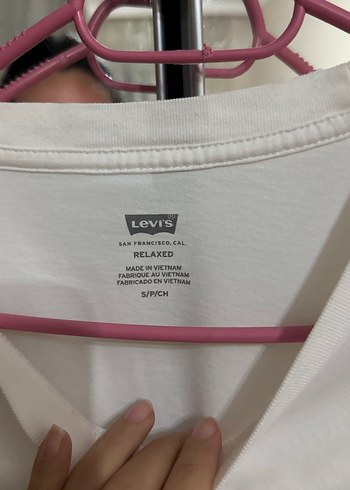 Levi's
SAN FRANCISCO, CAL.
RELAXED
MADE IN VIETNAM
FABRIQUE AU VIETNAM
FABRICADO EN VIETNAM
S/P/CH